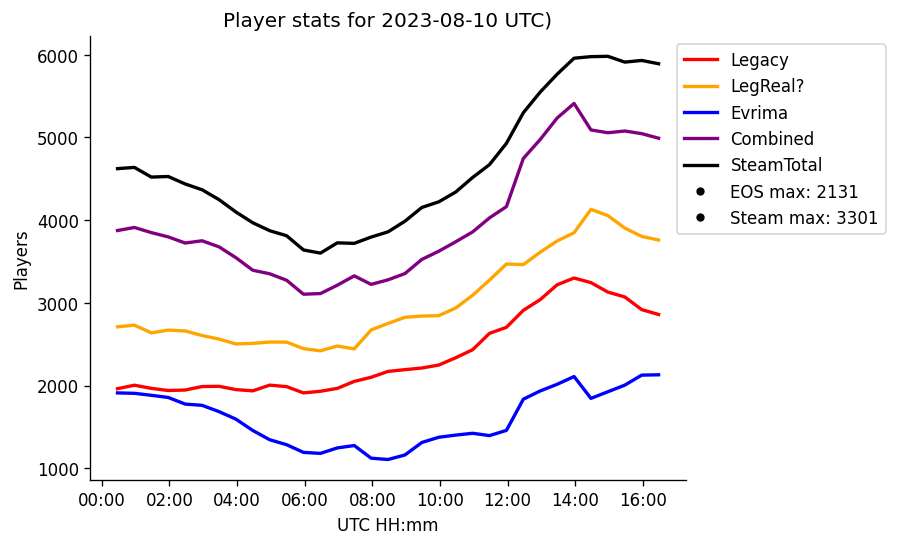 Player stats for 2023-08-10 UTC)
Players
6000
5000
4000
3000
2000
1000
00:00 02:00 04:00 06:00 08:00 10:00 12:00 14:00 16:00
UTC HH:mm
Legacy
LegReal?
Evrima
Combined
SteamTotal
EOS max: 2131
Steam max: 3301